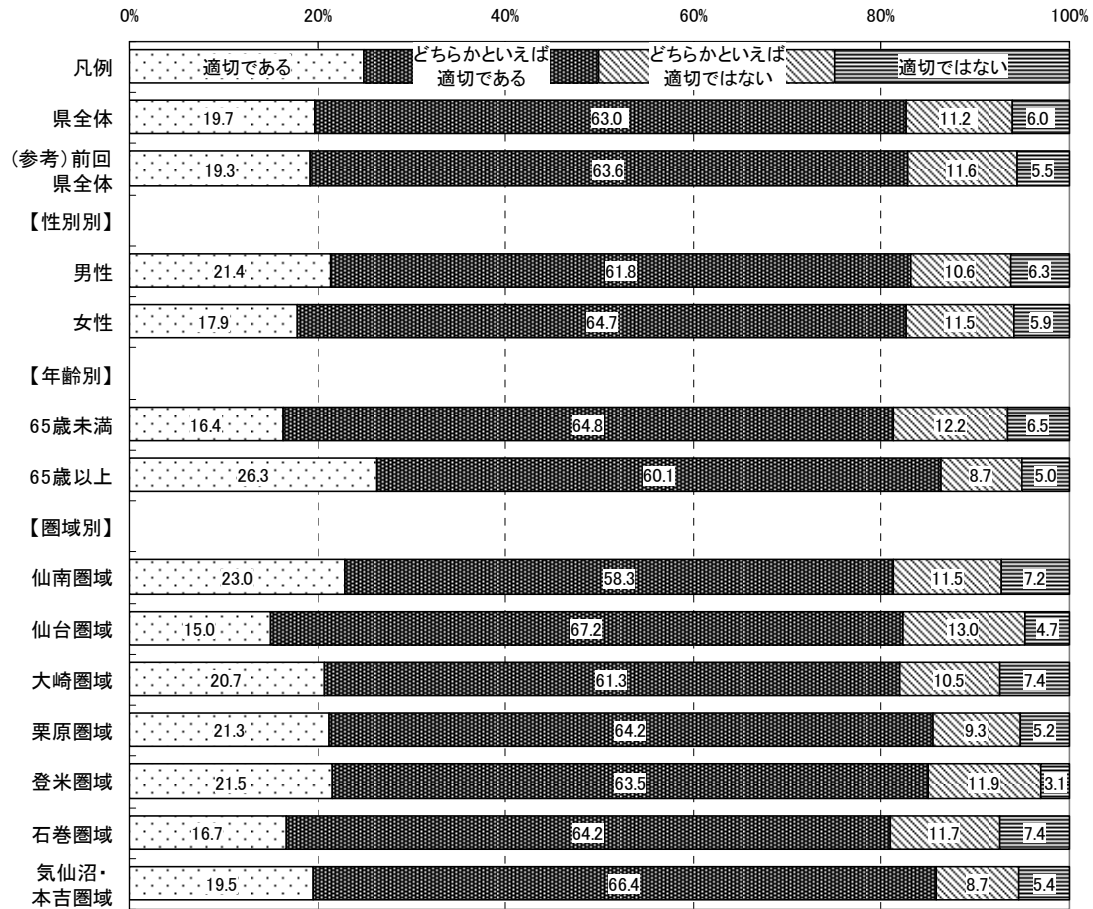 0% 20% 40% 60% 80% 100%
凡例 適切である どちらかといえば 適切である どちらかといえば 適切ではない 適切ではない
県全体 19.7 63.0 11.2 6.0
(参考)前回
県全体 19.3 63.6 11.6 5.5
【性別別】
男性 21.4 61.8 10.6 6.3
女性 17.9 64.7 11.5 5.9
【年齢別】
65歳未満 16.4 64.8 12.2 6.5
65歳以上 26.3 60.1 8.7 5.0
【圏域別】
仙南圏域 23.0 58.3 11.5 7.2
仙台圏域 15.0 67.2 13.0 4.7
大崎圏域 20.7 61.3 10.5 7.4
栗原圏域 21.3 64.2 9.3 5.2
登米圏域 21.5 63.5 11.9 3.1
石巻圏域 16.7 64.2 11.7 7.4
気仙沼・
本吉圏域 19.5 66.4 8.7 5.4